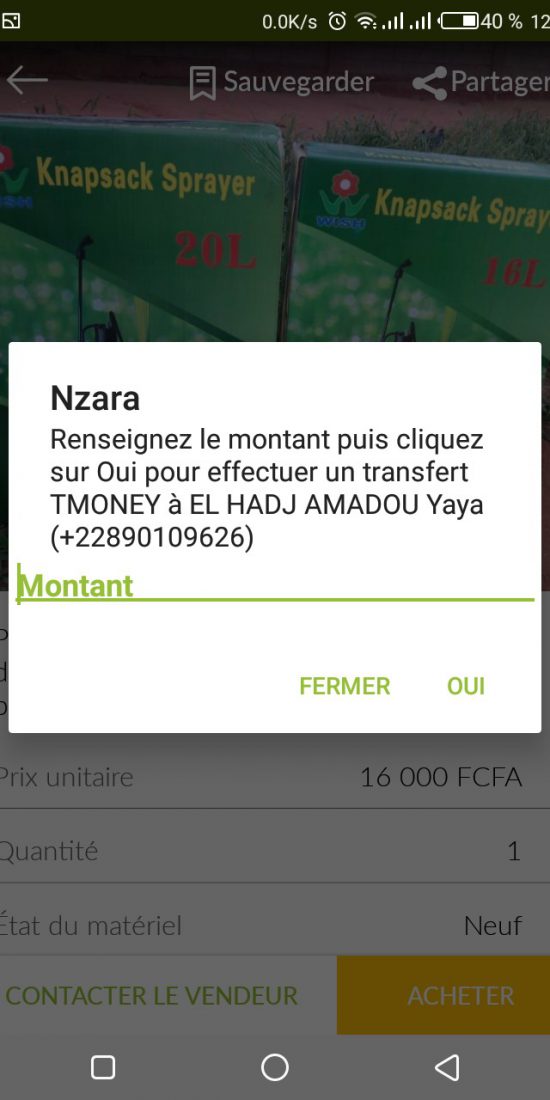 0.0K/s 40 % 12
Sauvegarder Partager
Knapsack Sprayer
20L
WISH
Knapsack Spray
16L
WISH
Nzara
Renseignez le montant puis cliquez
sur Oui pour effectuer un transfert
TMONEY à EL HADJ AMADOU Yaya
(+22890109626)
Montant
FERMER OUI
Prix unitaire 16 000 FCFA
Quantité 1
État du matériel Neuf
CONTACTER LE VENDEUR ACHETER